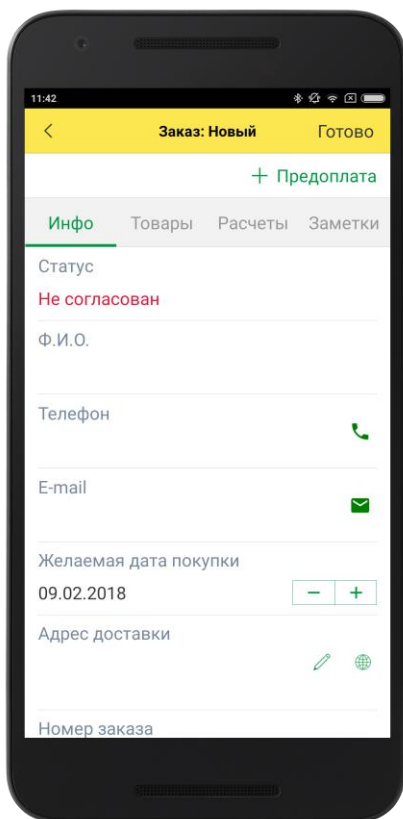 11:42
Заказ: Новый Готово
+ Предоплата
Инфо Товары Расчеты Заметки
Статус
Не согласован
Ф.И.О.
Телефон
E-mail
Желаемая дата покупки
09.02.2018 − +
Адрес доставки
Номер заказа